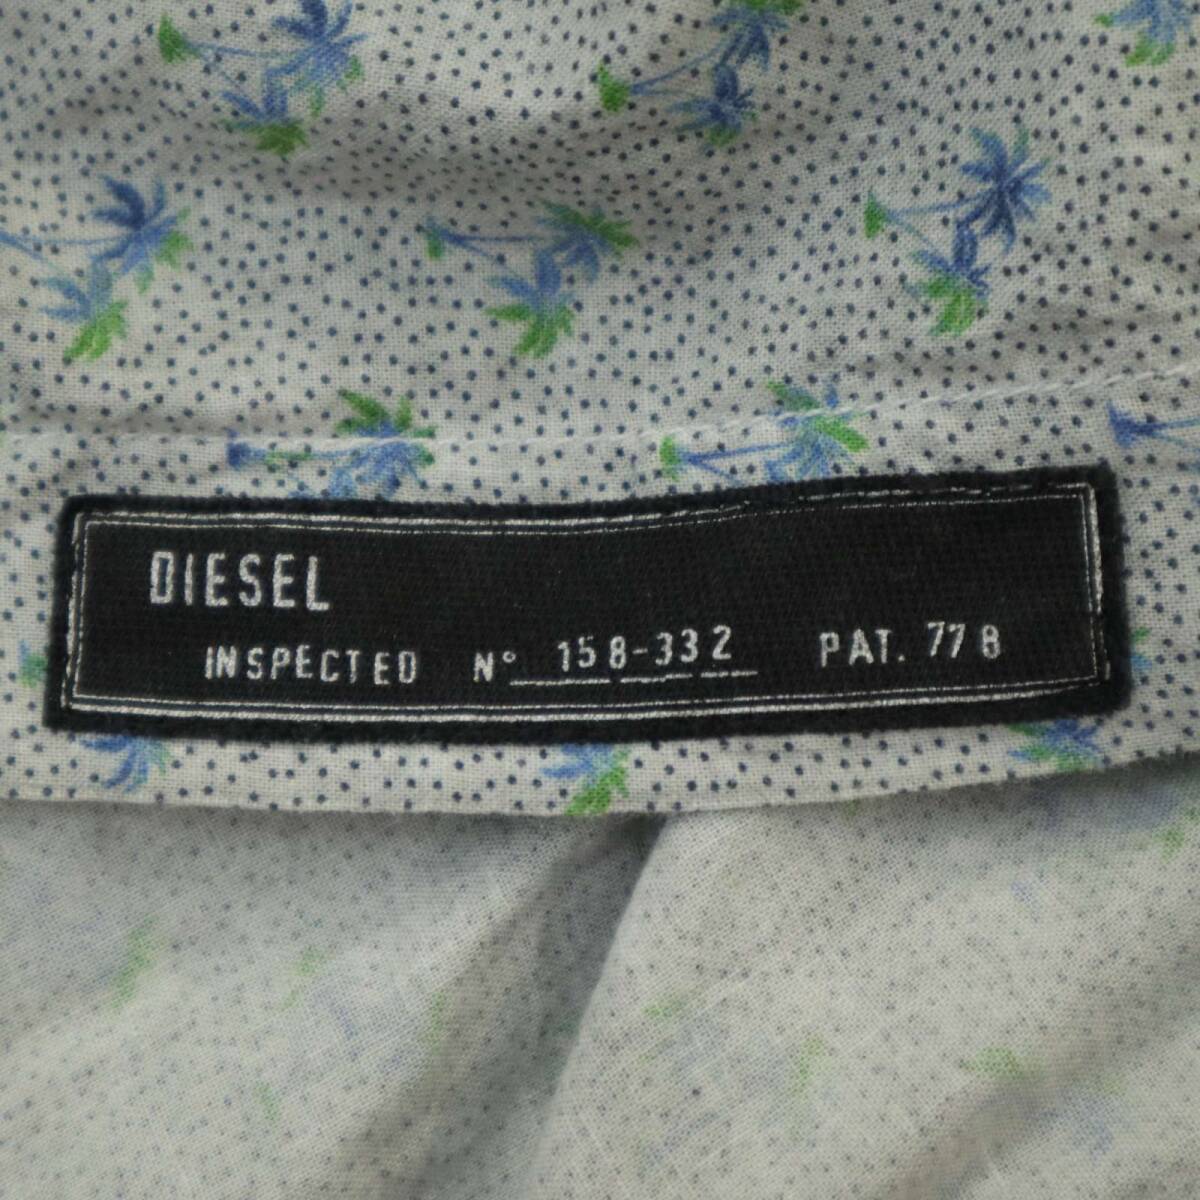 DIESEL
INSPECTED N° 158-332 PAT. 778